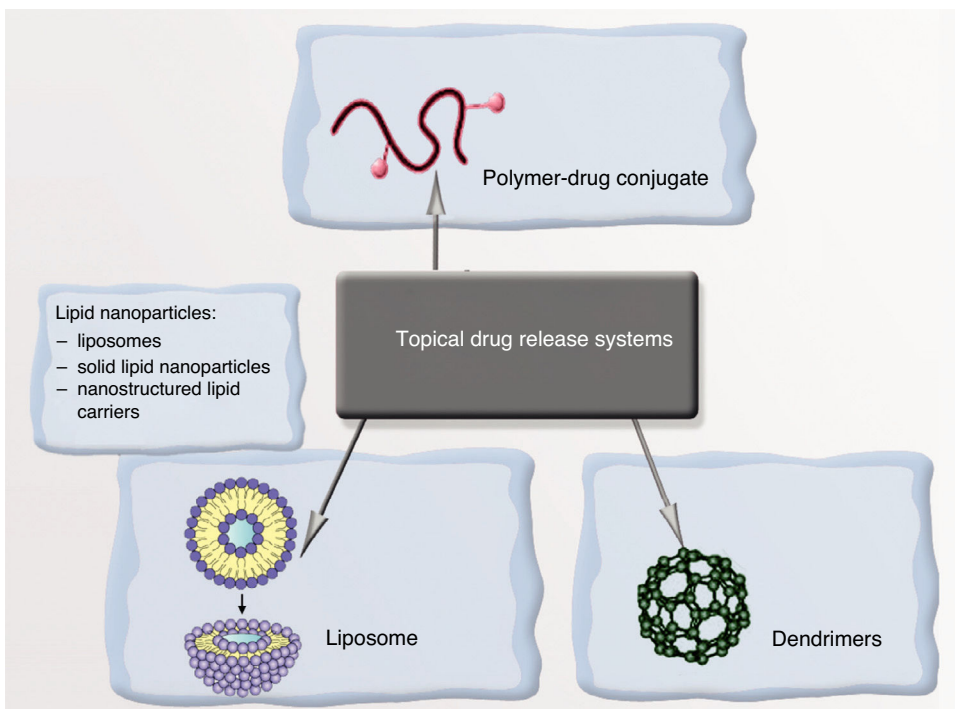 Polymer-drug conjugate
Topical drug release systems
Lipid nanoparticles:
– liposomes
– solid lipid nanoparticles
– nanostructured lipid
carriers
Liposome
Dendrimers